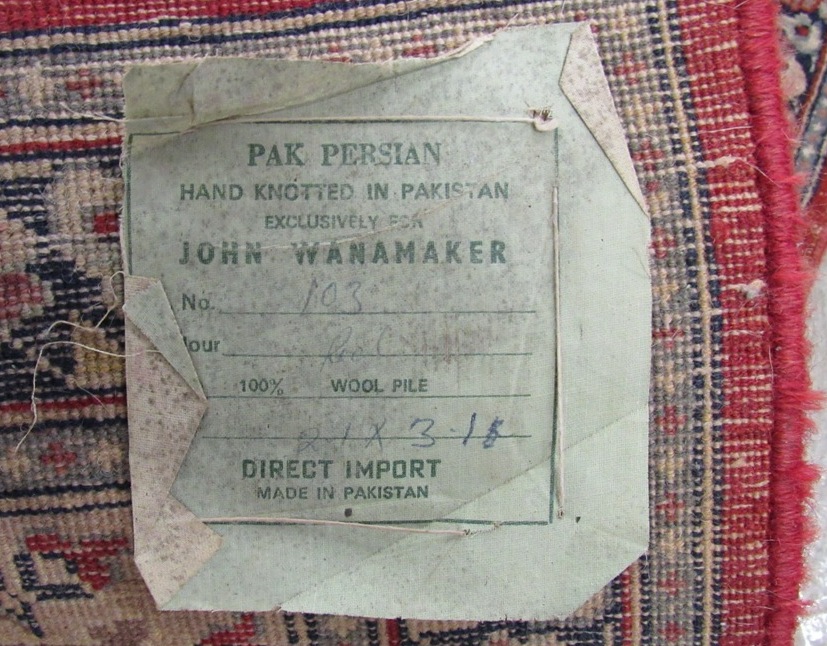 PAK PERSIAN
HAND KNOTTED IN PAKISTAN
EXCLUSIVELY FOR
JOHN WANAMAKER
No. 103
lour
100% WOOL PILE
DIRECT IMPORT
MADE IN PAKISTAN